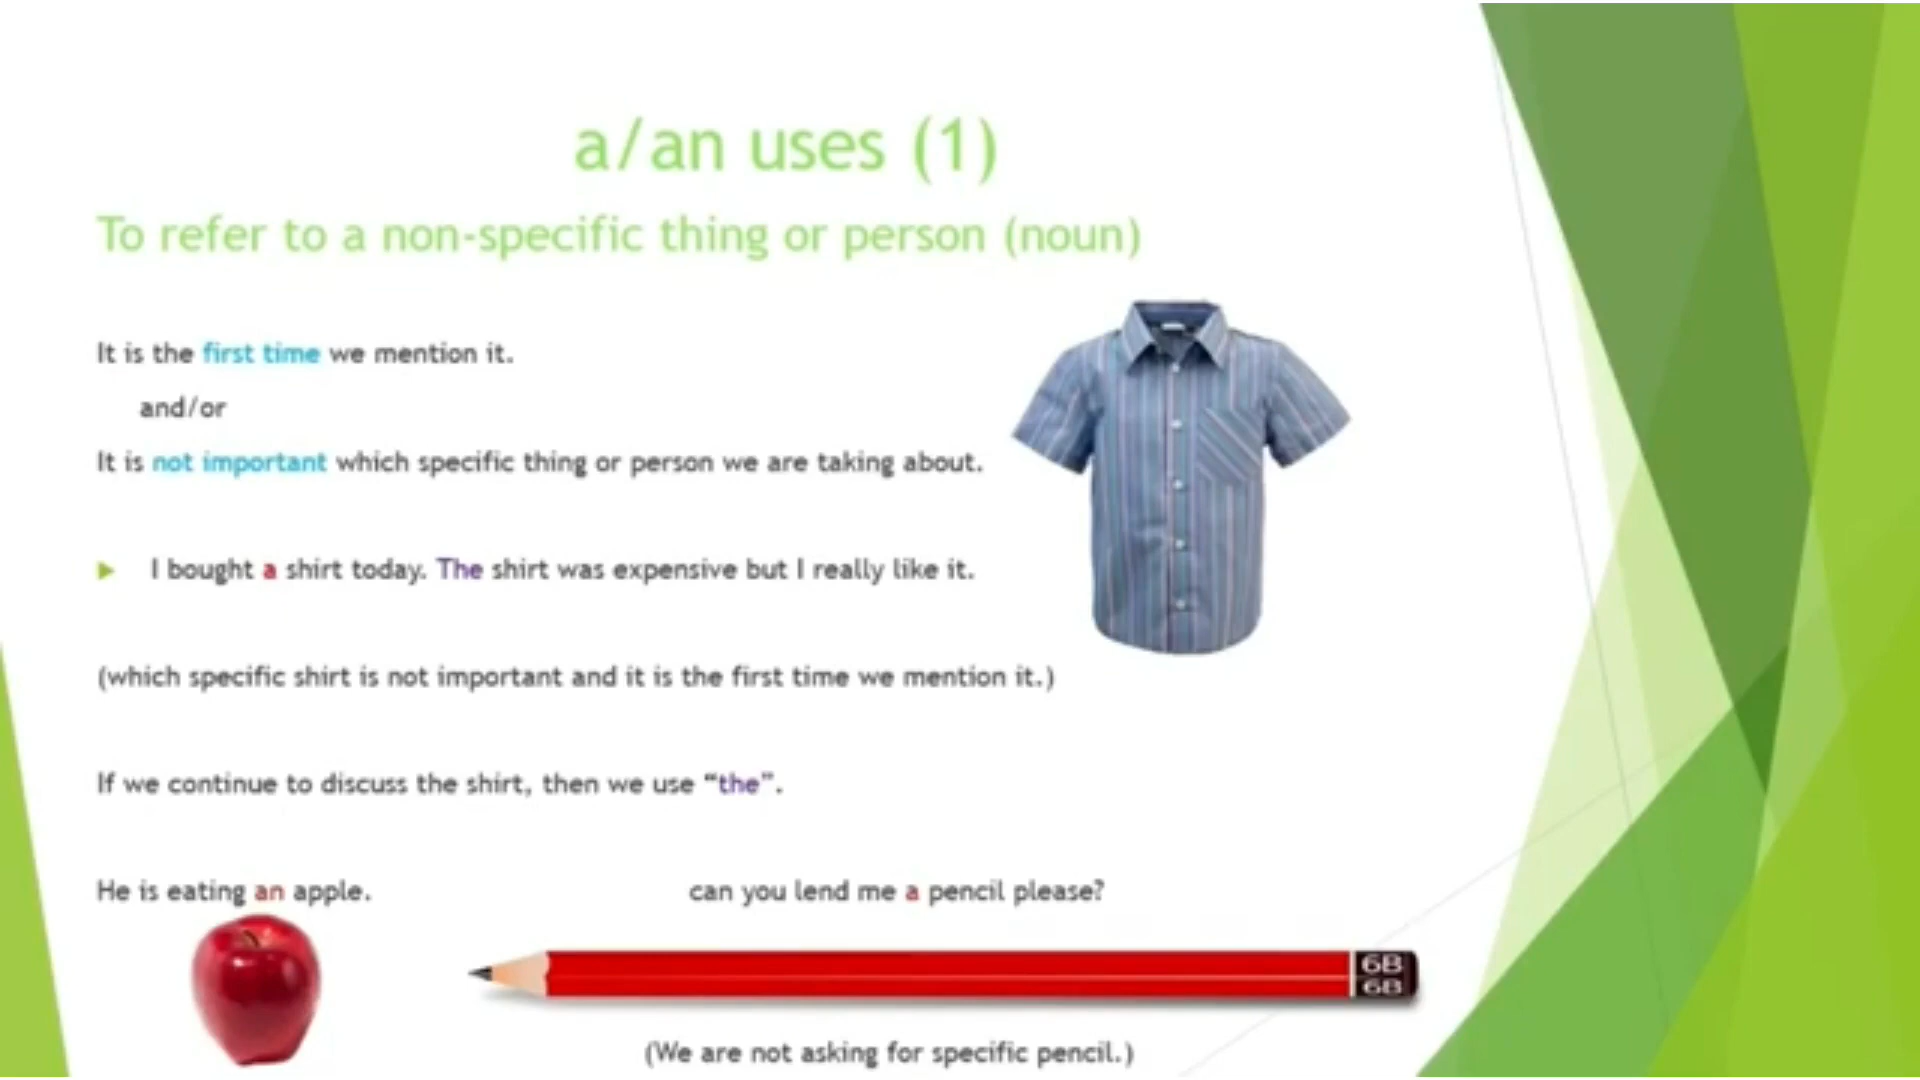 a/an uses (1)
To refer to a non-specific thing or person (noun)
It is the first time we mention it.
and/or
It is not important which specific thing or person we are taking about.
I bought a shirt today. The shirt was expensive but I really like it.
(which specific shirt is not important and it is the first time we mention it.)
If we continue to discuss the shirt, then we use “the”.
He is eating an apple.
can you lend me a pencil please?
6B
6B
(We are not asking for specific pencil.)